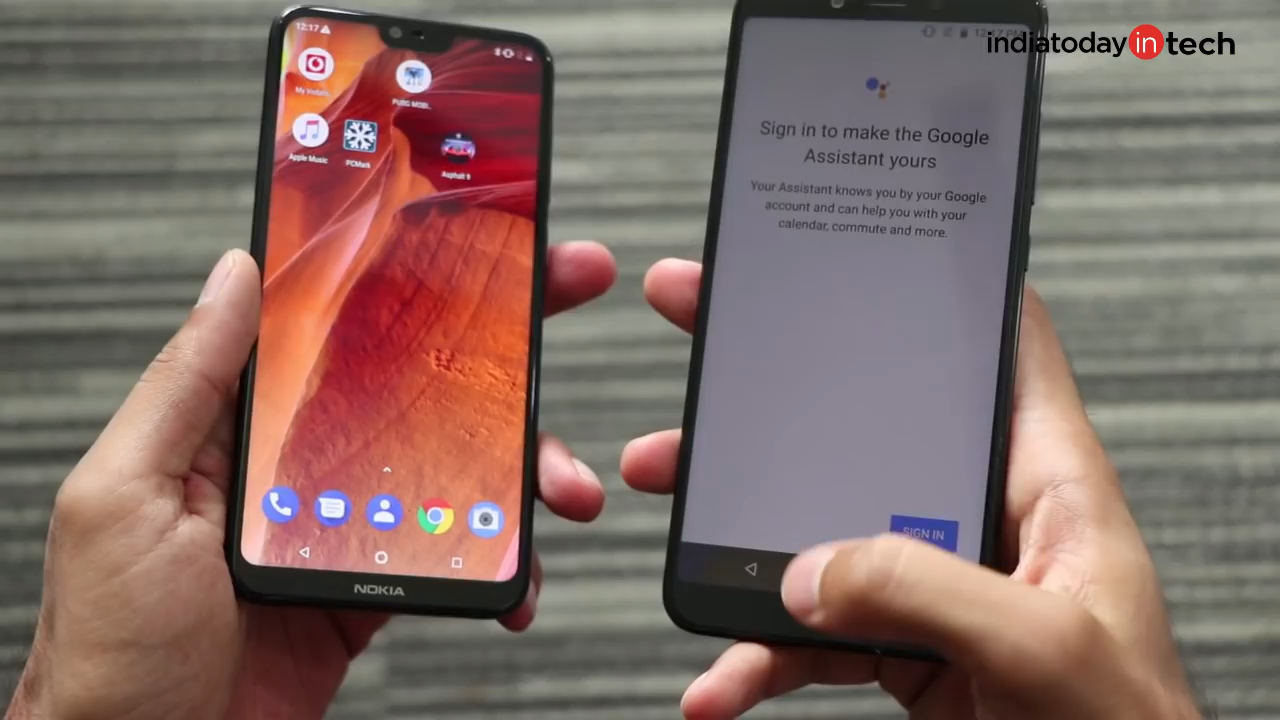 indiatoday in tech
12:17
My Vodafo..
PUBG MOBI..
Apple Music
PCMark
Asphalt 9
NOKIA
Sign in to make the Google
Assistant yours
Your Assistant knows you by your Google
account and can help you with your
calendar, commute and more.
SIGN IN